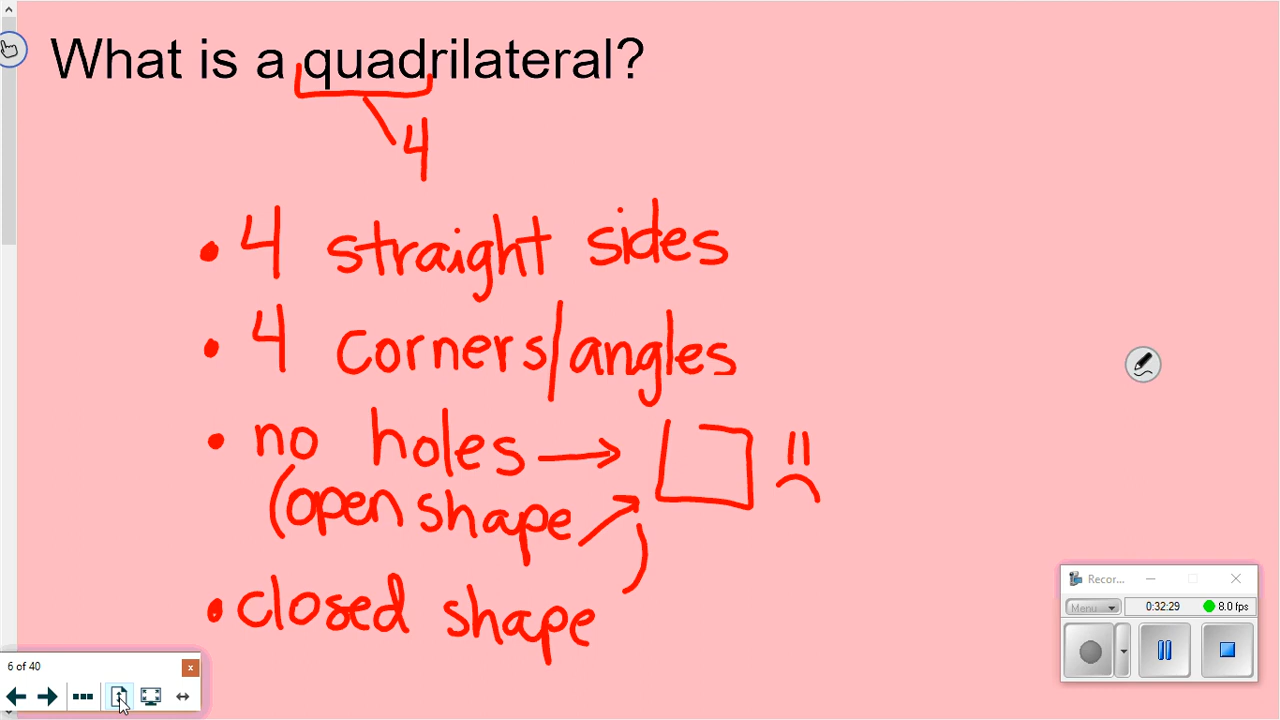 What is a quadrilateral?
4
• 4 straight sides
• 4 corners/angles
• no holes →
(open shape
• closed shape )
Recor...
Menu
0:32:29
8.0 fps
6 of 40